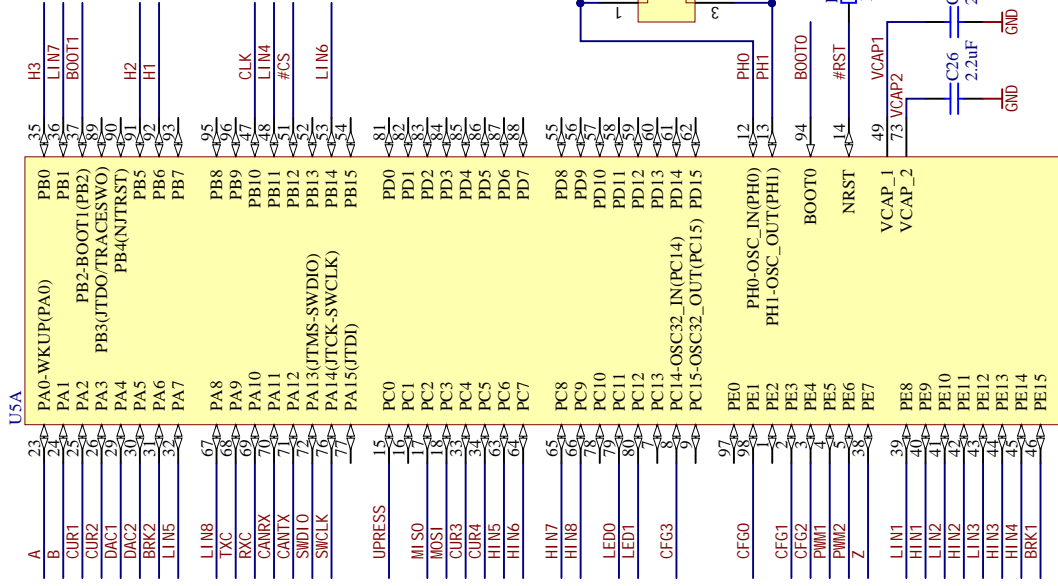 1
3
H3
LIN7
BOOT1
H2
H1
CLK
LIN4
#CS
LIN6
PH0
PH1
BOOT0
#RST
VCAP1
VCAP2
C26
2.2uF
GND
GND
35
36
37
89
90
91
92
93
95
96
47
48
51
52
53
54
81
82
83
84
85
86
87
88
55
56
57
58
59
60
61
62
12
13
94
14
49
73
PB0
PB1
PB2-BOOT1(PB2)
PB3(JTDO/TRACESWO)
PB4(NJTRST)
PB5
PB6
PB7
PB8
PB9
PB10
PB11
PB12
PB13
PB14
PB15
PD0
PD1
PD2
PD3
PD4
PD5
PD6
PD7
PD8
PD9
PD10
PD11
PD12
PD13
PD14
PD15
PH0-OSC_IN(PH0)
PH1-OSC_OUT(PH1)
BOOT0
NRST
VCAP_1
VCAP_2
U5A
PA0-WKUP(PA0)
PA1
PA2
PA3
PA4
PA5
PA6
PA7
PA8
PA9
PA10
PA11
PA12
PA13(JTMS-SWDIO)
PA14(JTCK-SWCLK)
PA15(JTDI)
PC0
PC1
PC2
PC3
PC4
PC5
PC6
PC7
PC8
PC9
PC10
PC11
PC12
PC13
PC14-OSC32_IN(PC14)
PC15-OSC32_OUT(PC15)
PE0
PE1
PE2
PE3
PE4
PE5
PE6
PE7
PE8
PE9
PE10
PE11
PE12
PE13
PE14
PE15
23
24
25
26
29
30
31
32
67
68
69
70
71
72
76
77
15
16
17
18
33
34
63
64
65
66
78
79
80
7
8
9
97
98
1
2
3
4
5
38
39
40
41
42
43
44
45
46
A
B
CUR1
CUR2
DAC1
DAC2
BRK2
LIN5
LIN8
TXC
RXC
CANRX
CANTX
SWDIO
SWCLK
UPRESS
MISO
MOSI
CUR3
CUR4
HIN5
HIN6
HIN7
HIN8
LED0
LED1
CFG3
CFG0
CFG1
CFG2
PWM1
PWM2
Z
LIN1
HIN1
LIN2
HIN2
LIN3
HIN3
HIN4
BRK1